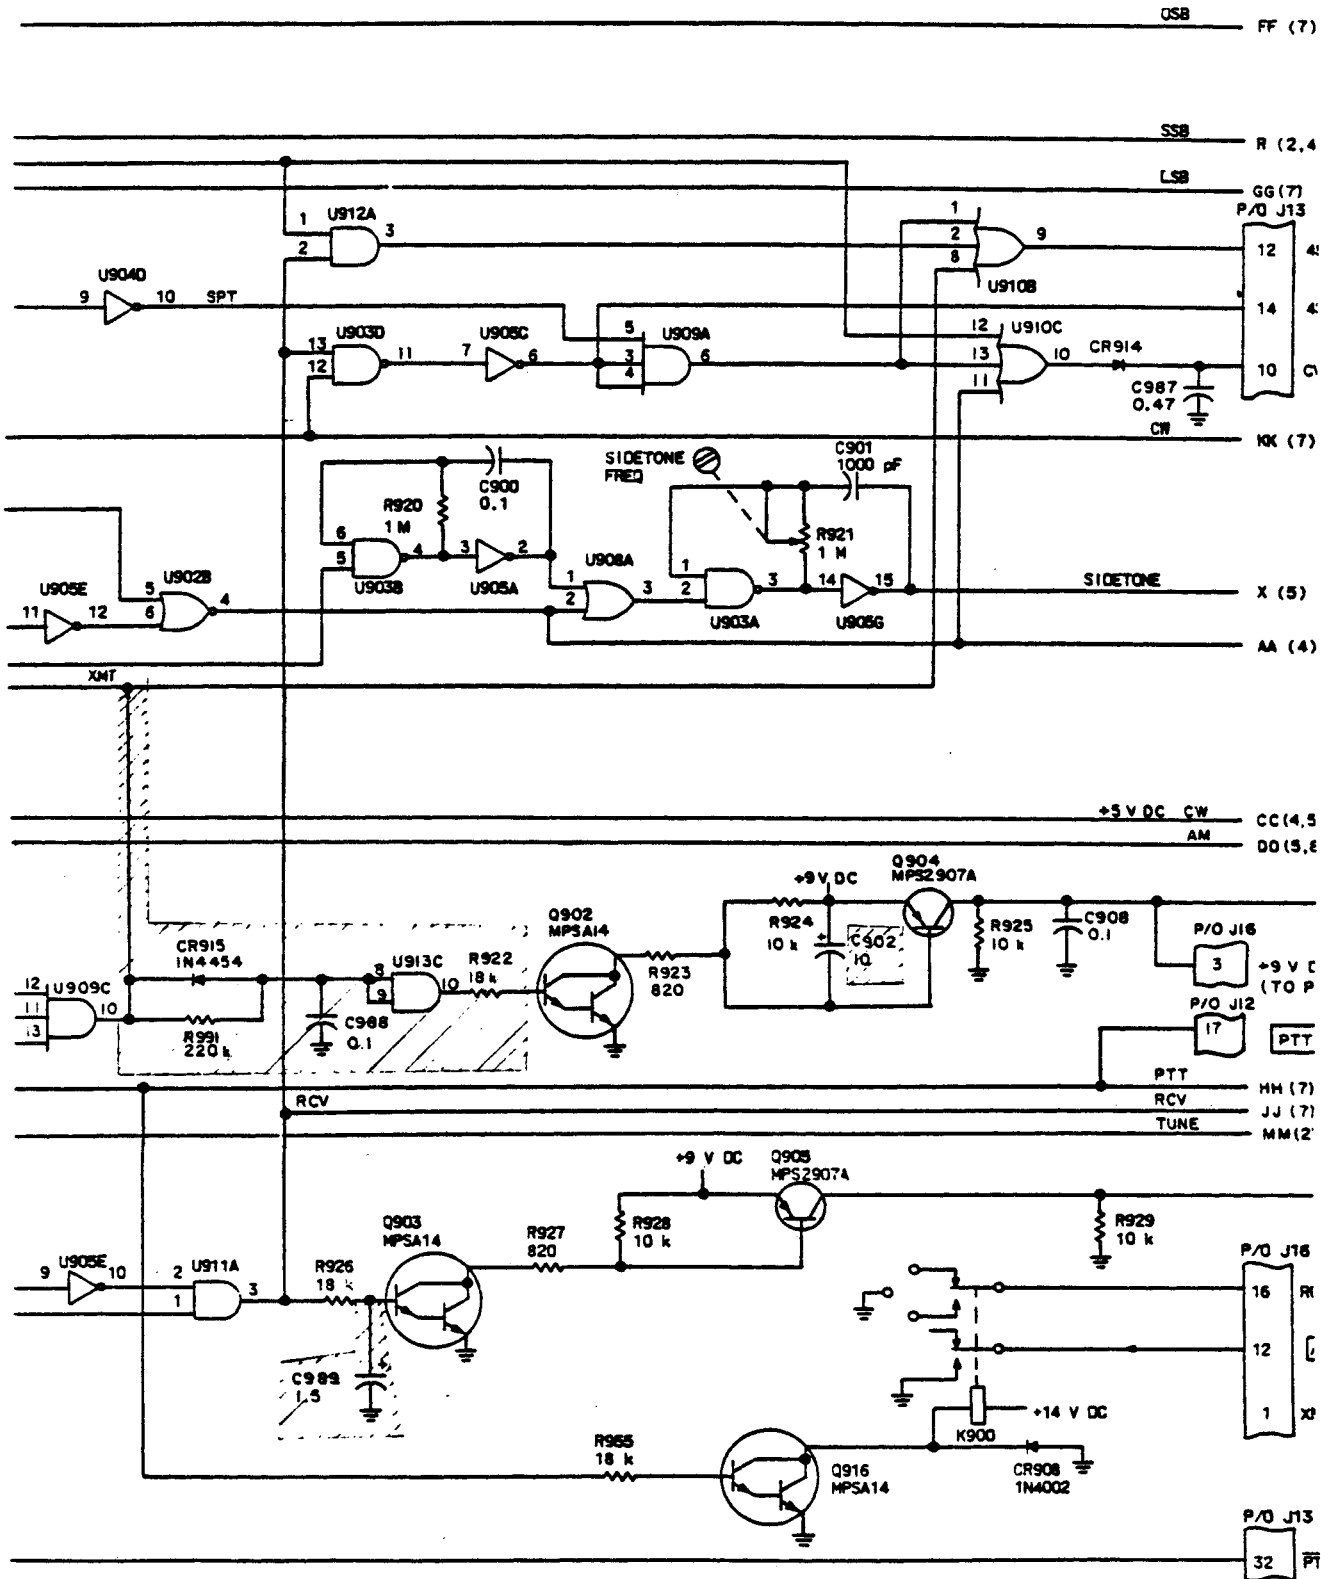 USB
FF (7)
SSB
R (2,4
LSB
GG(7)
P/O J13
1
U912A
3
2
1
2
9
8
U910B
12
U904D
9
10
SPT
14
U903D
U905C
5
U909A
12
U910C
13
11
7
6
3
6
13
10
CR914
10
12
4
11
C987
0.47
CW
KK (7)
SIDETONE
FREQ
C901
1000 pF
C900
0.1
R920
1 M
R921
1 M
6
4
3
2
5
U903B
U905A
U908A
1
3
2
1
3
14
15
2
U903A
U905G
SIDETONE
X (5)
U905E
U902B
5
4
11
12
6
AA (4)
XMT
+5 V DC CW
CC(4,5
AM
DD(5,
Q904
MPS2907A
+9 V DC
Q902
MPSA14
R924
10 k
C902
10
R925
10 k
C908
0.1
P/O J16
3
+9 V
(TO P
CR915
1N4454
U913C
R922
18 k
8
10
9
R923
820
12
U909C
11
10
13
R991
220 k
C988
0.1
P/O J12
17
PTT
PTT
HH (7)
RCV
RCV
JJ (7)
TUNE
MM(2
+9 V DC
Q905
MPS2907A
Q903
MPSA14
R927
820
R928
10 k
R929
10 k
U905E
9
10
2
U911A
1
3
R926
18 k
P/O J16
16
12
1
C989
1.5
+14 V DC
K900
R955
18 k
Q916
MPSA14
CR908
1N4002
P/O J13
32